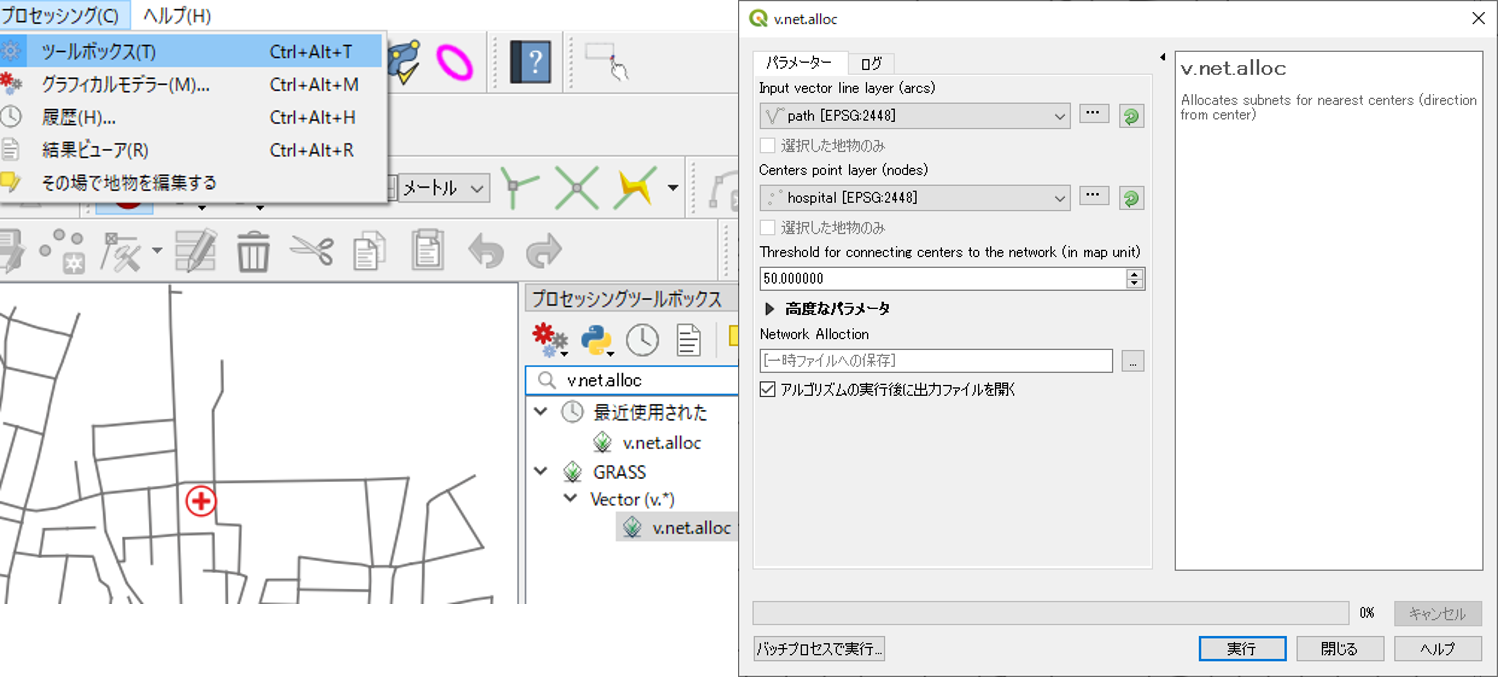 プロセッシング(C) ヘルプ(H)
ツールボックス(T) Ctrl+Alt+T
グラフィカルモデラー(M)... Ctrl+Alt+M
履歴(H)... Ctrl+Alt+H
結果ビューア(R) Ctrl+Alt+R
その場で地物を編集する
メートル
プロセッシングツールボックス
v.net.alloc
最近使用された
v.net.alloc
GRASS
Vector (v.*)
v.net.alloc
v.net.alloc
パラメーター ログ
Input vector line layer (arcs)
path [EPSG:2448]
...
選択した地物のみ
Centers point layer (nodes)
hospital [EPSG:2448]
...
選択した地物のみ
Threshold for connecting centers to the network (in map unit)
50.000000
高度なパラメータ
Network Alloction
[一時ファイルへの保存]
...
アルゴリズムの実行後に出力ファイルを開く
v.net.alloc
Allocates subnets for nearest centers (direction
from center)
0% キャンセル
バッチプロセスで実行... 実行 閉じる ヘルプ